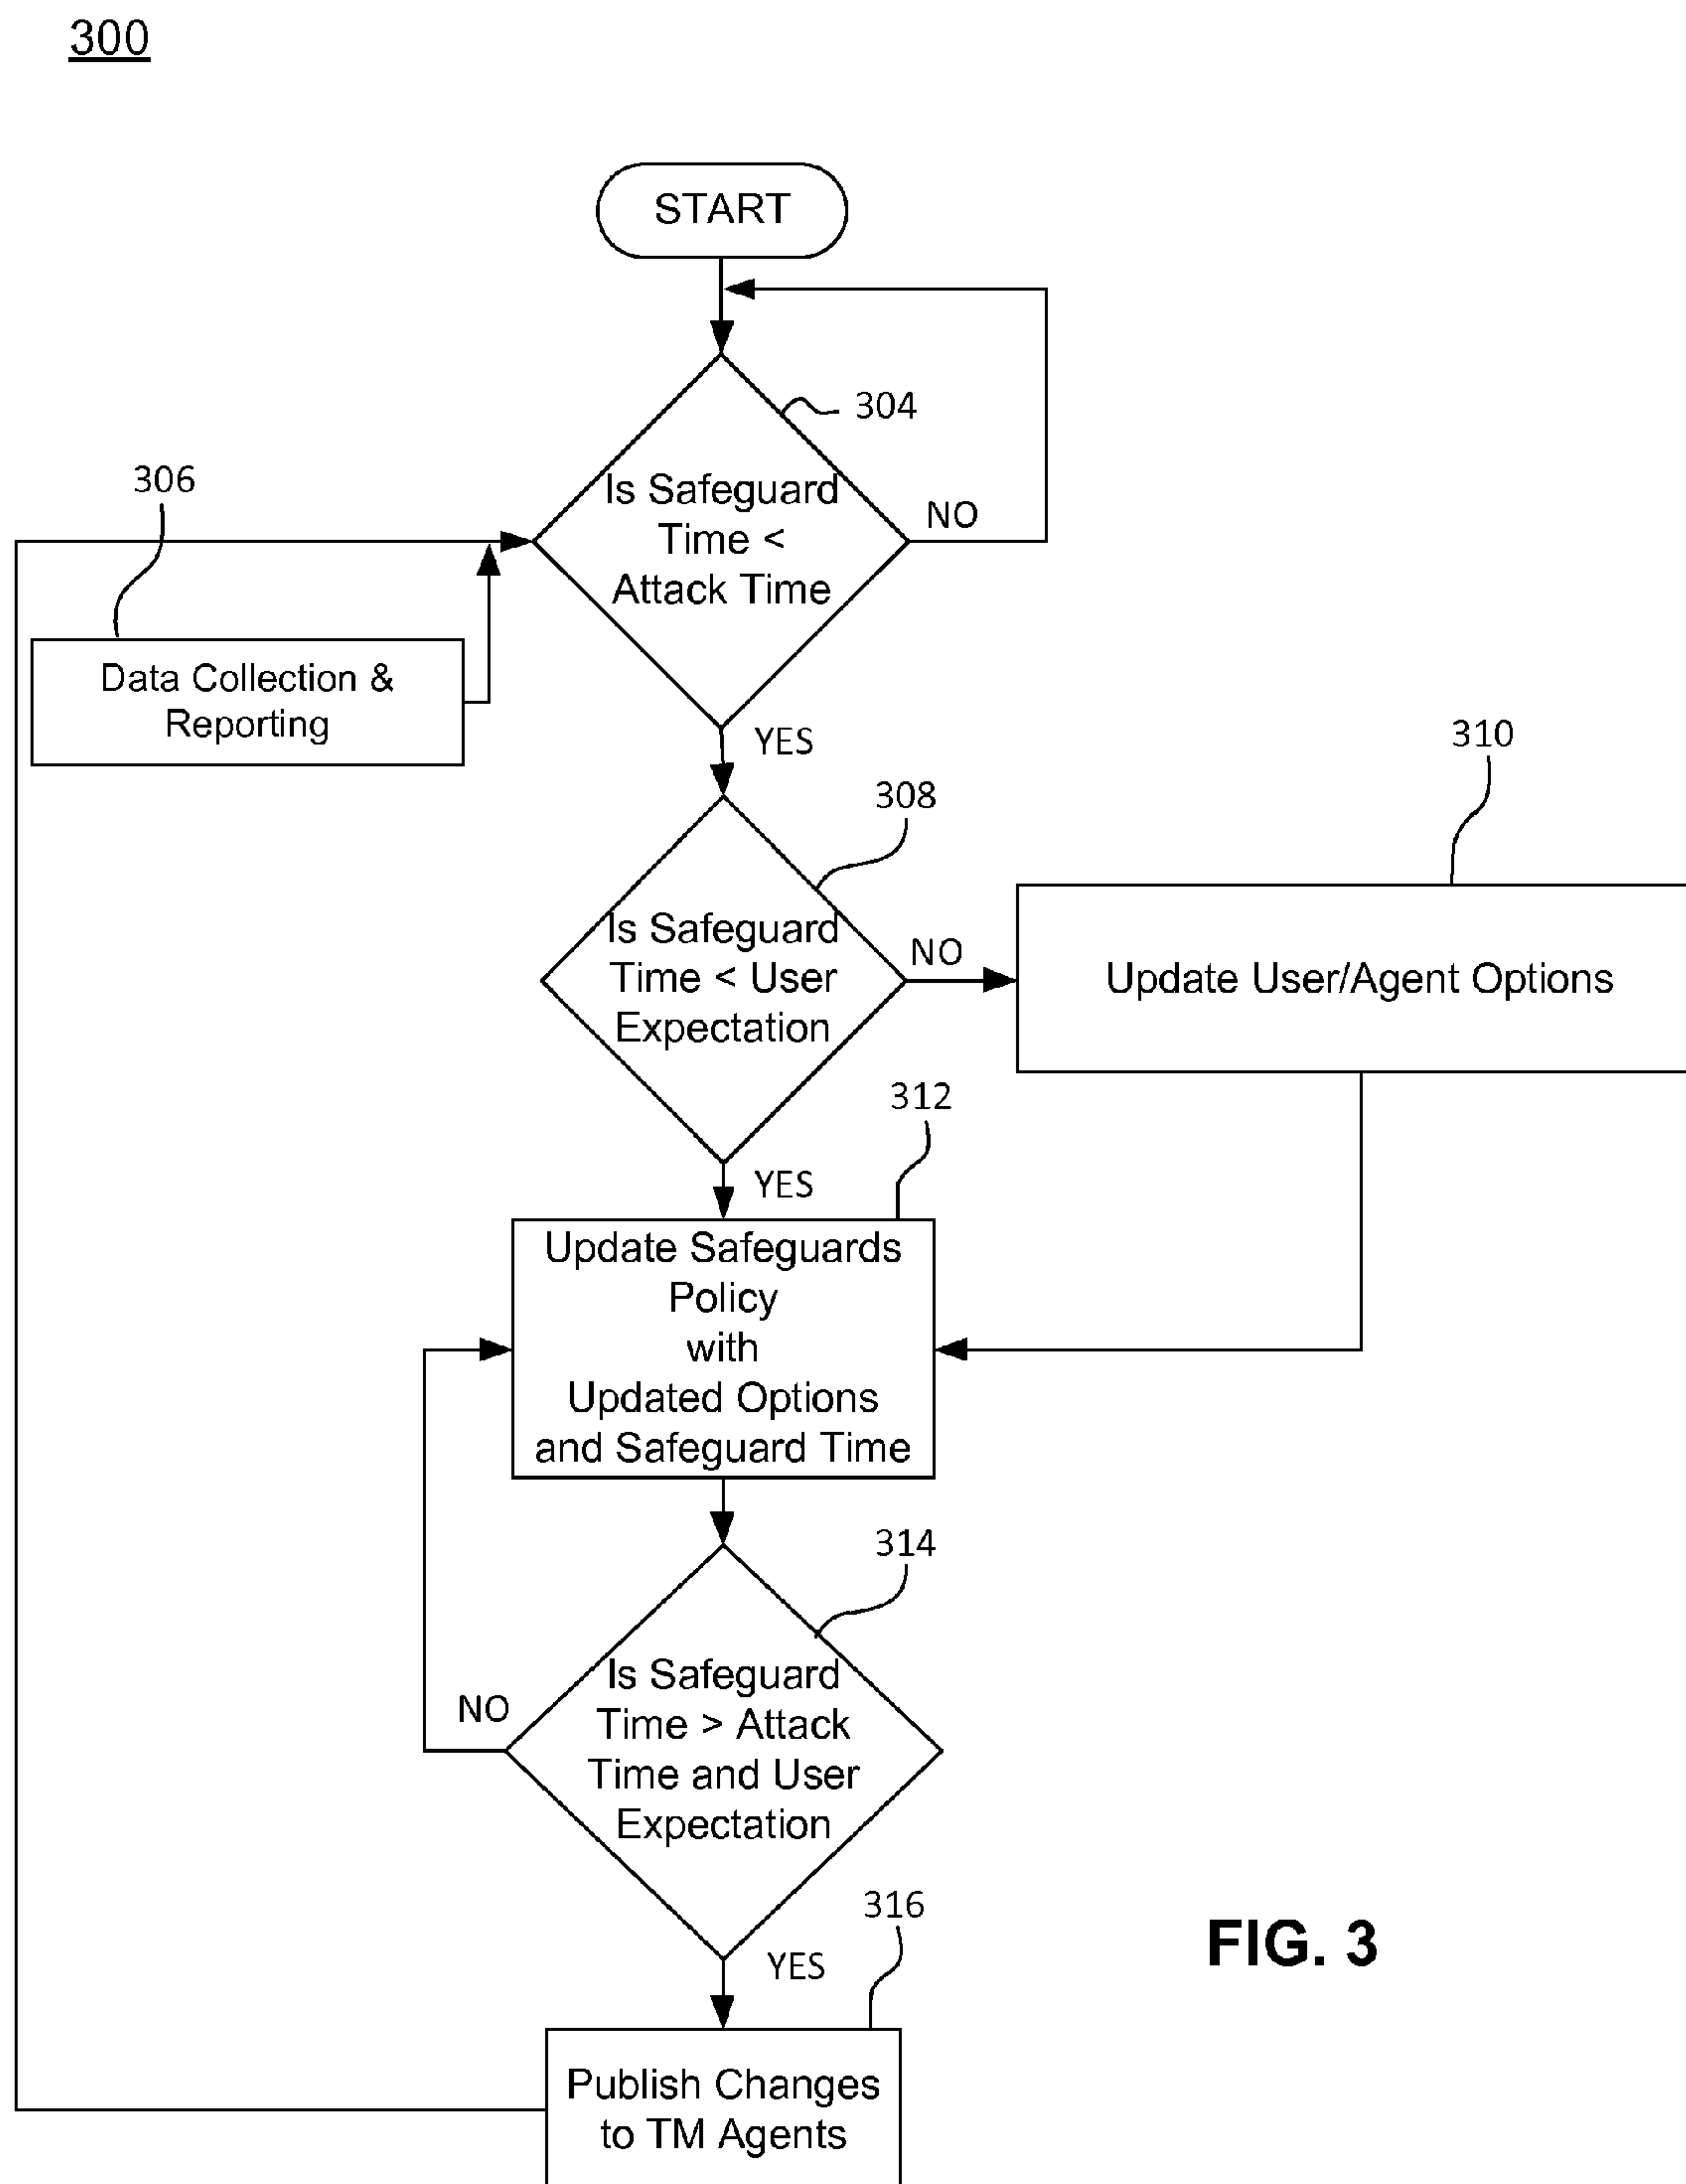 300
START
304
Is Safeguard
Time <
Attack Time
NO
306
Data Collection &
Reporting
YES
308
Is Safeguard
Time < User
Expectation
NO
310
Update User/Agent Options
312
YES
Update Safeguards
Policy
with
Updated Options
and Safeguard Time
314
Is Safeguard
Time > Attack
Time and User
Expectation
NO
316
YES
Publish Changes
to TM Agents
FIG. 3